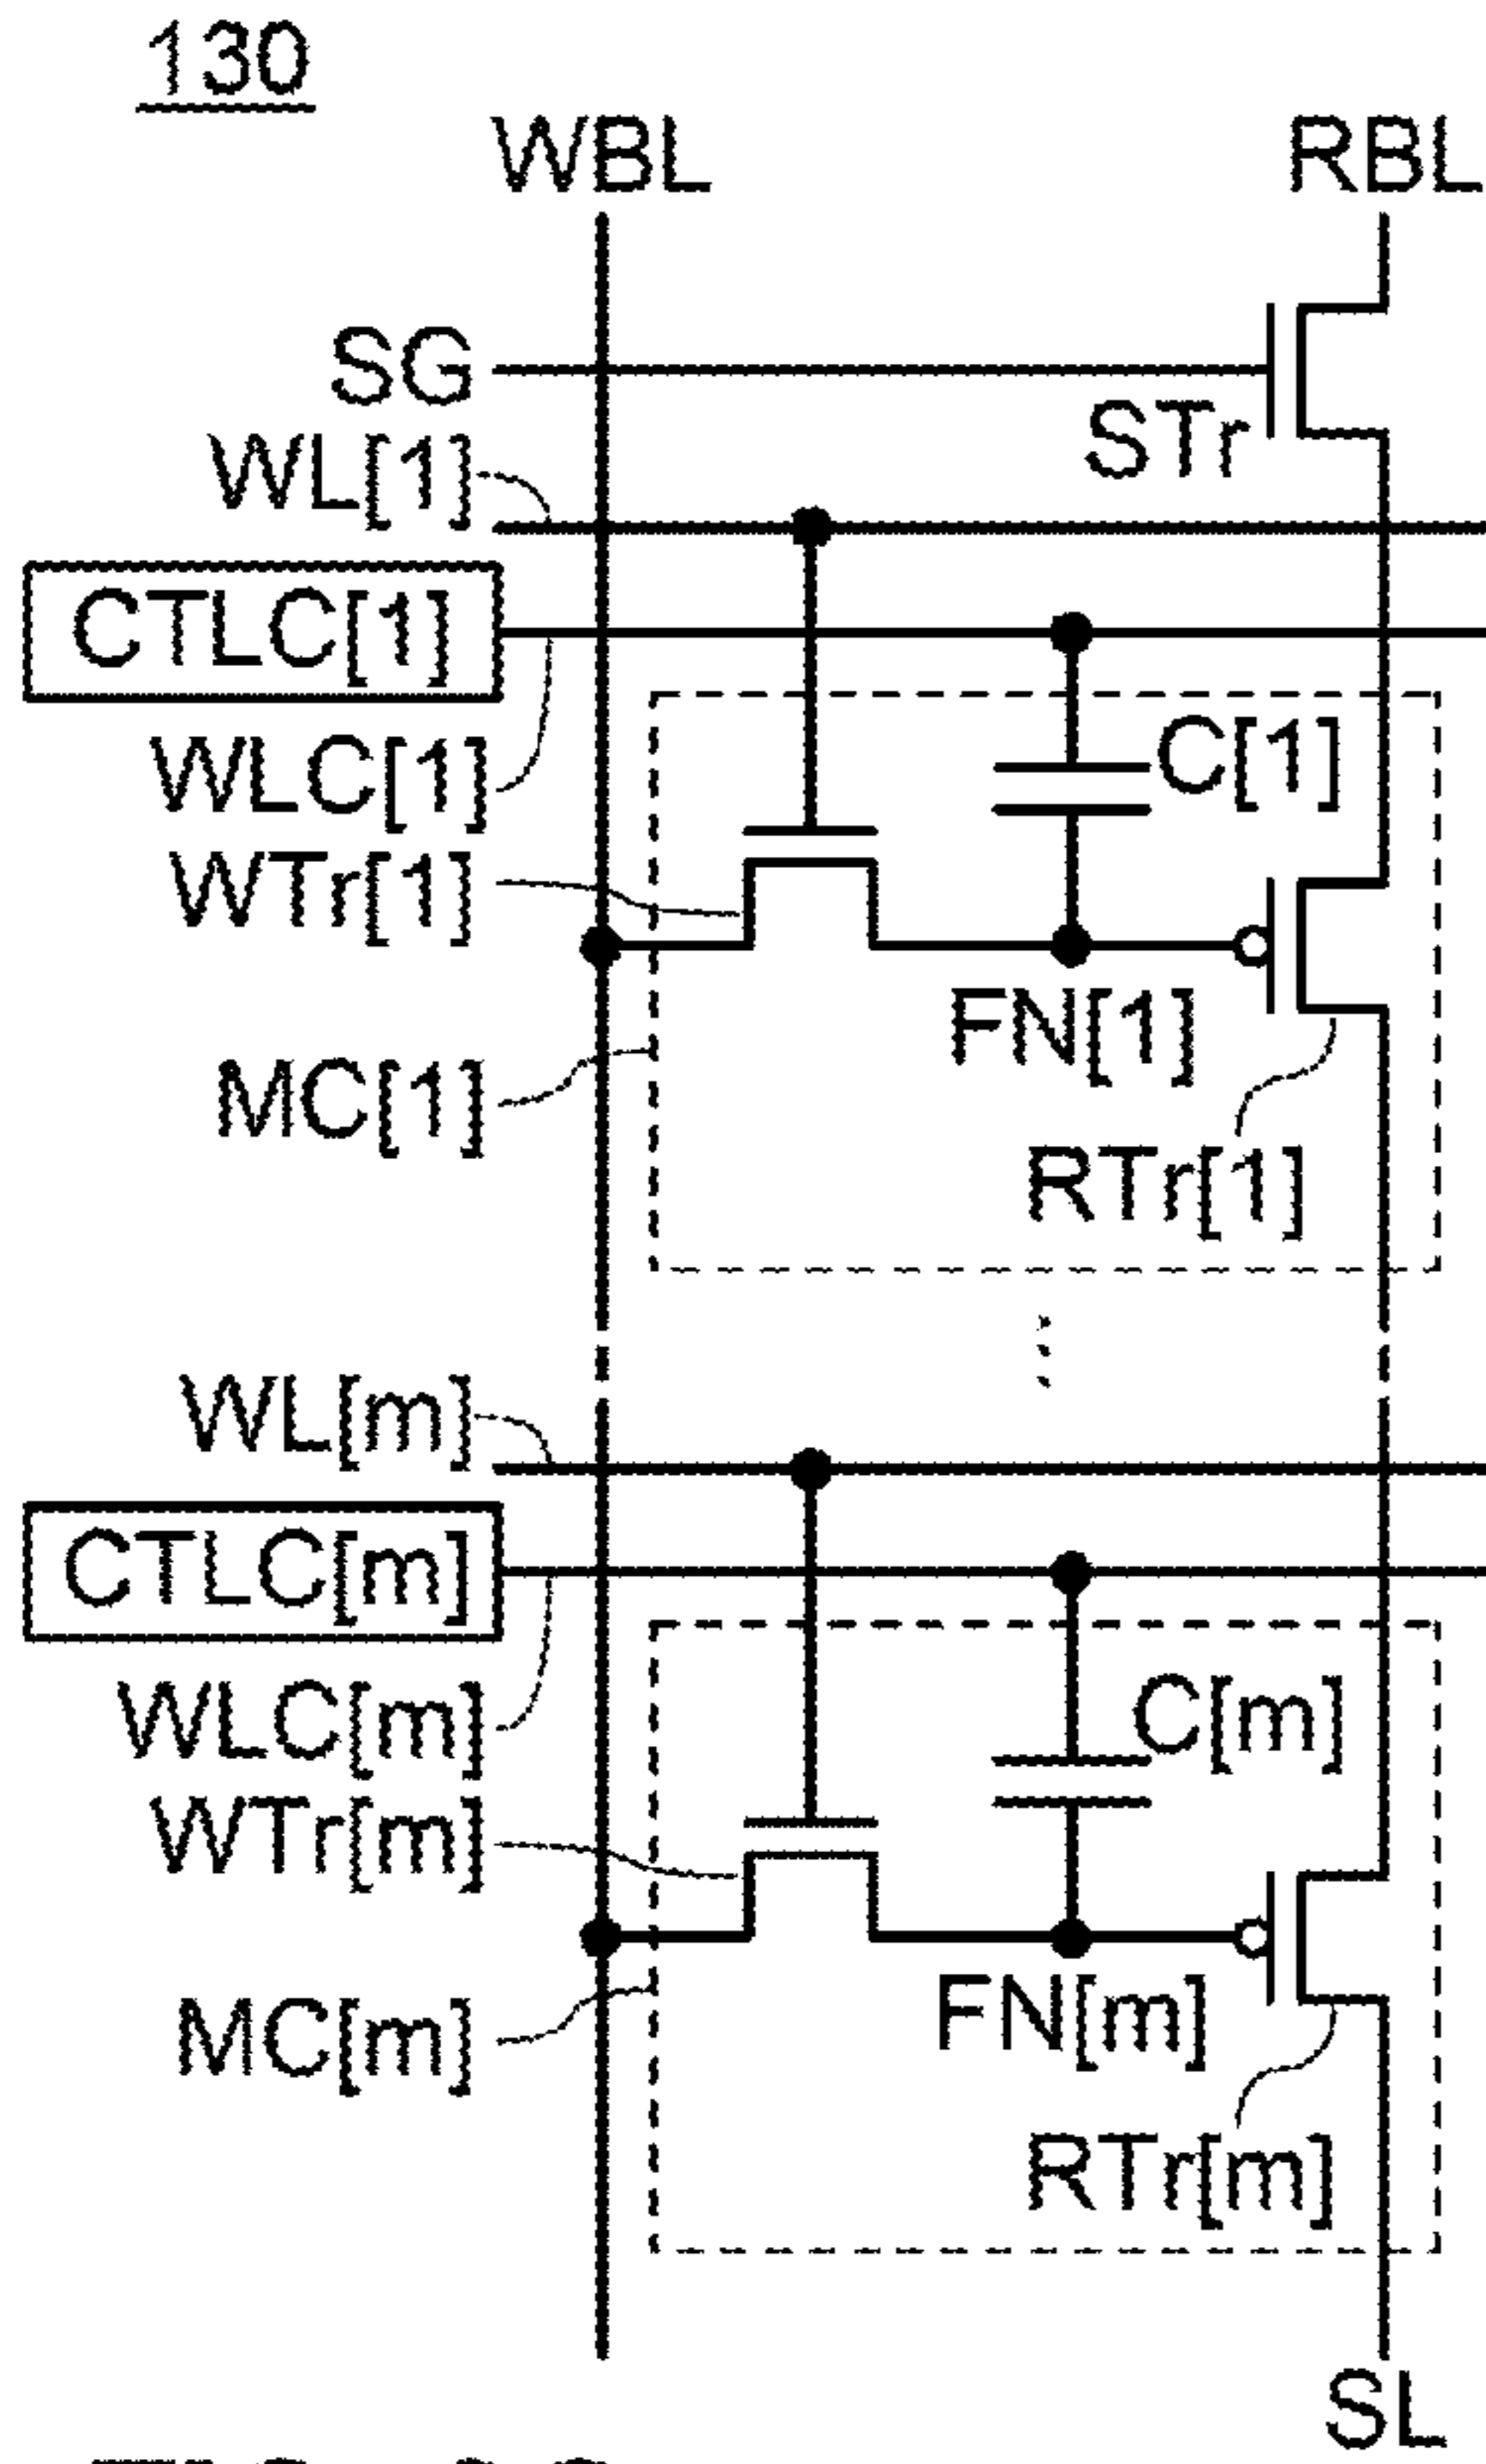 130
WBL
RBL
SG
STr
WL[1]
CTLC[1]
C[1]
WLC[1]
WTr[1]
FN[1]
MC[1]
RTr[1]
WL[m]
CTLC[m]
C[m]
WLC[m]
WTr[m]
FN[m]
MC[m]
RTr[m]
SL